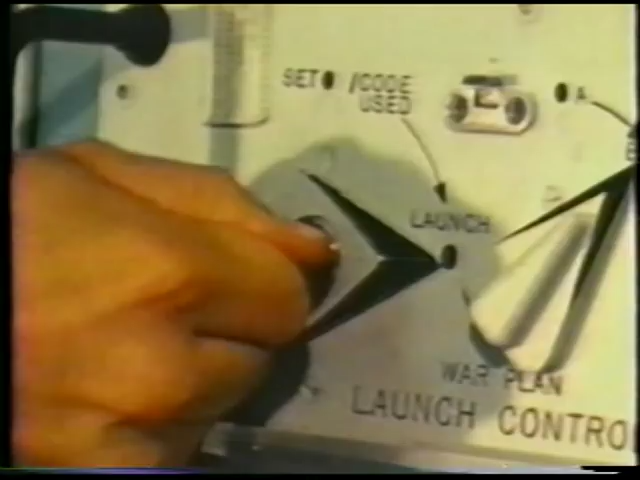 SET /CODE
USED
A
B
LAUNCH
WAR PLAN
LAUNCH CONTRO